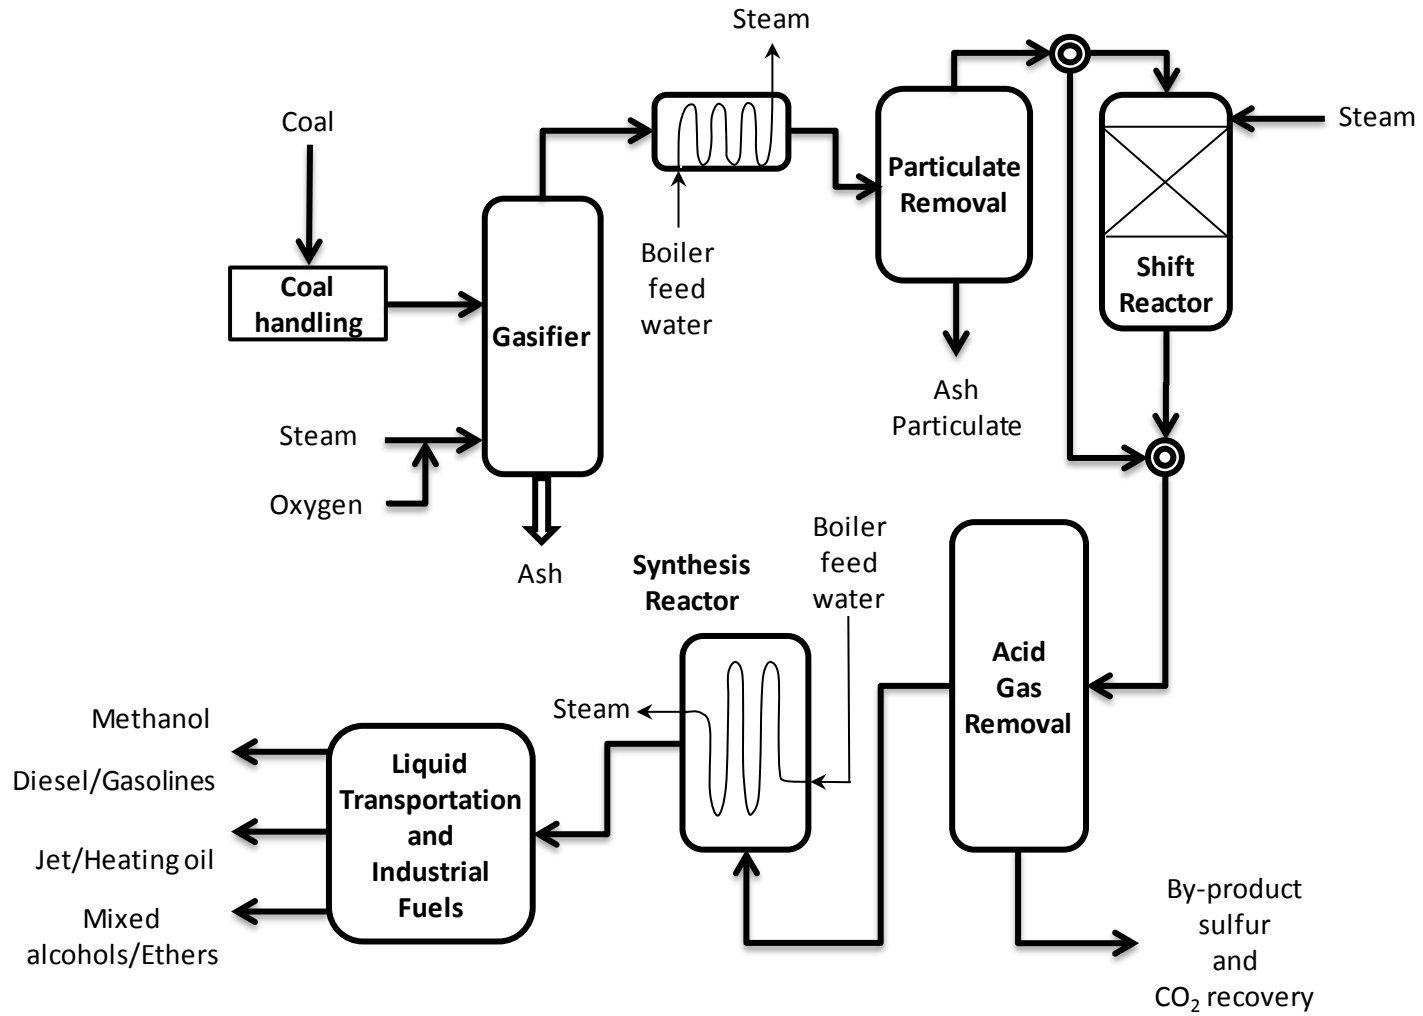 Steam
Coal
Steam
Particulate
Removal
Boiler
feed
water
Shift
Reactor
Coal
handling
Gasifier
Ash
Particulate
Steam
Oxygen
Ash
Synthesis
Reactor
Boiler
feed
water
Acid
Gas
Removal
Steam
Methanol
Diesel/Gasolines
Jet/Heating oil
Mixed
alcohols/Ethers
Liquid
Transportation
and
Industrial
Fuels
By-product
sulfur
and
CO₂ recovery